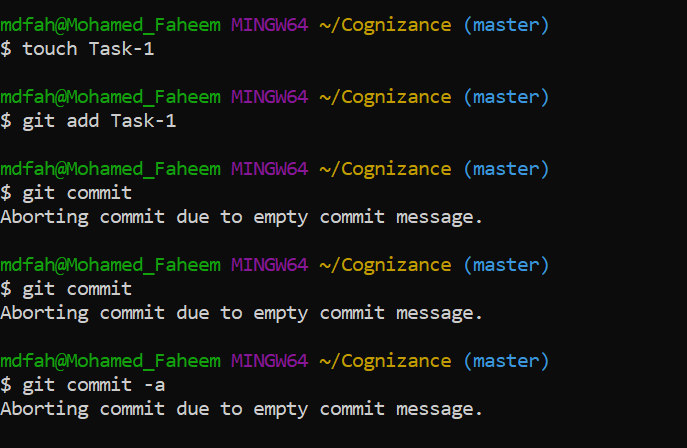 mdfah@Mohamed_Faheem MINGW64 ~/Cognizance (master)
$ touch Task-1
mdfah@Mohamed_Faheem MINGW64 ~/Cognizance (master)
$ git add Task-1
mdfah@Mohamed_Faheem MINGW64 ~/Cognizance (master)
$ git commit
Aborting commit due to empty commit message.
mdfah@Mohamed_Faheem MINGW64 ~/Cognizance (master)
$ git commit
Aborting commit due to empty commit message.
mdfah@Mohamed_Faheem MINGW64 ~/Cognizance (master)
$ git commit -a
Aborting commit due to empty commit message.